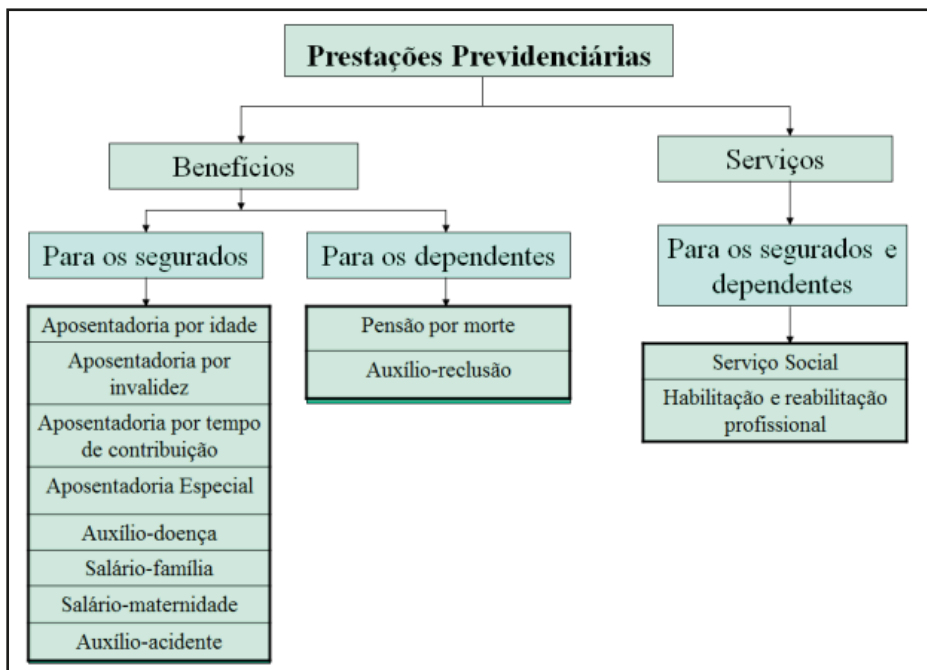 Prestações Previdenciárias
Benefícios
Serviços
Para os segurados
Para os dependentes
Para os segurados e
dependentes
Aposentadoria por idade
Aposentadoria por
invalidez
Aposentadoria por tempo
de contribuição
Aposentadoria Especial
Auxílio-doença
Salário-família
Salário-maternidade
Auxílio-acidente
Pensão por morte
Auxílio-reclusão
Serviço Social
Habilitação e reabilitação
profissional